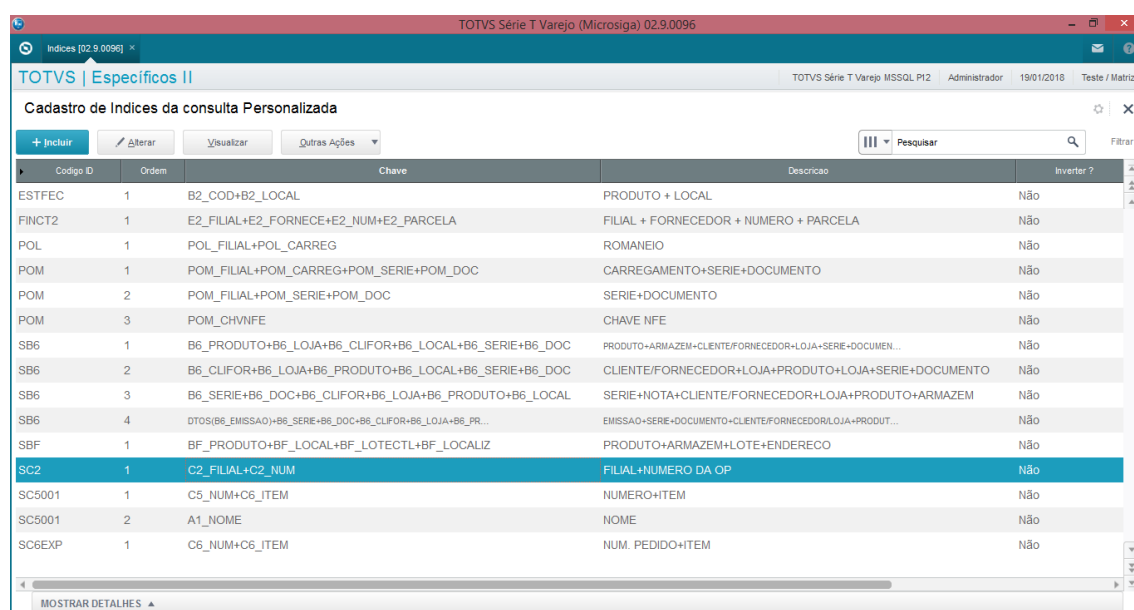 TOTVS Série T Varejo (Microsiga) 02.9.0096
Indices [02.9.0096] ×
TOTVS | Específicos II TOTVS Série T Varejo MSSQL P12 Administrador 19/01/2018 Teste / Matriz
Cadastro de Indices da consulta Personalizada
+ Incluir Alterar Visualizar Outras Ações Pesquisar Filtrar
Codigo ID Ordem Chave Descricao Inverter ?
ESTFEC 1 B2_COD+B2_LOCAL PRODUTO + LOCAL Não
FINCT2 1 E2_FILIAL+E2_FORNECE+E2_NUM+E2_PARCELA FILIAL + FORNECEDOR + NUMERO + PARCELA Não
POL 1 POL_FILIAL+POL_CARREG ROMANEIO Não
POM 1 POM_FILIAL+POM_CARREG+POM_SERIE+POM_DOC CARREGAMENTO+SERIE+DOCUMENTO Não
POM 2 POM_FILIAL+POM_SERIE+POM_DOC SERIE+DOCUMENTO Não
POM 3 POM_CHVNFE CHAVE NFE Não
SB6 1 B6_PRODUTO+B6_LOJA+B6_CLIFOR+B6_LOCAL+B6_SERIE+B6_DOC PRODUTO+ARMAZEM+CLIENTE/FORNECEDOR+LOJA+SERIE+DOCUMEN... Não
SB6 2 B6_CLIFOR+B6_LOJA+B6_PRODUTO+B6_LOCAL+B6_SERIE+B6_DOC CLIENTE/FORNECEDOR+LOJA+PRODUTO+LOJA+SERIE+DOCUMENTO Não
SB6 3 B6_SERIE+B6_DOC+B6_CLIFOR+B6_LOJA+B6_PRODUTO+B6_LOCAL SERIE+NOTA+CLIENTE/FORNECEDOR+LOJA+PRODUTO+ARMAZEM Não
SB6 4 DTOS(B6_EMISSAO)+B6_SERIE+B6_DOC+B6_CLIFOR+B6_LOJA+B6_PR... EMISSAO+SERIE+DOCUMENTO+CLIENTE/FORNECEDOR/LOJA+PRODUT... Não
SBF 1 BF_PRODUTO+BF_LOCAL+BF_LOTECTL+BF_LOCALIZ PRODUTO+ARMAZEM+LOTE+ENDERECO Não
SC2 1 C2_FILIAL+C2_NUM FILIAL+NUMERO DA OP Não
SC5001 1 C5_NUM+C6_ITEM NUMERO+ITEM Não
SC5001 2 A1_NOME NOME Não
SC6EXP 1 C6_NUM+C6_ITEM NUM. PEDIDO+ITEM Não
MOSTRAR DETALHES